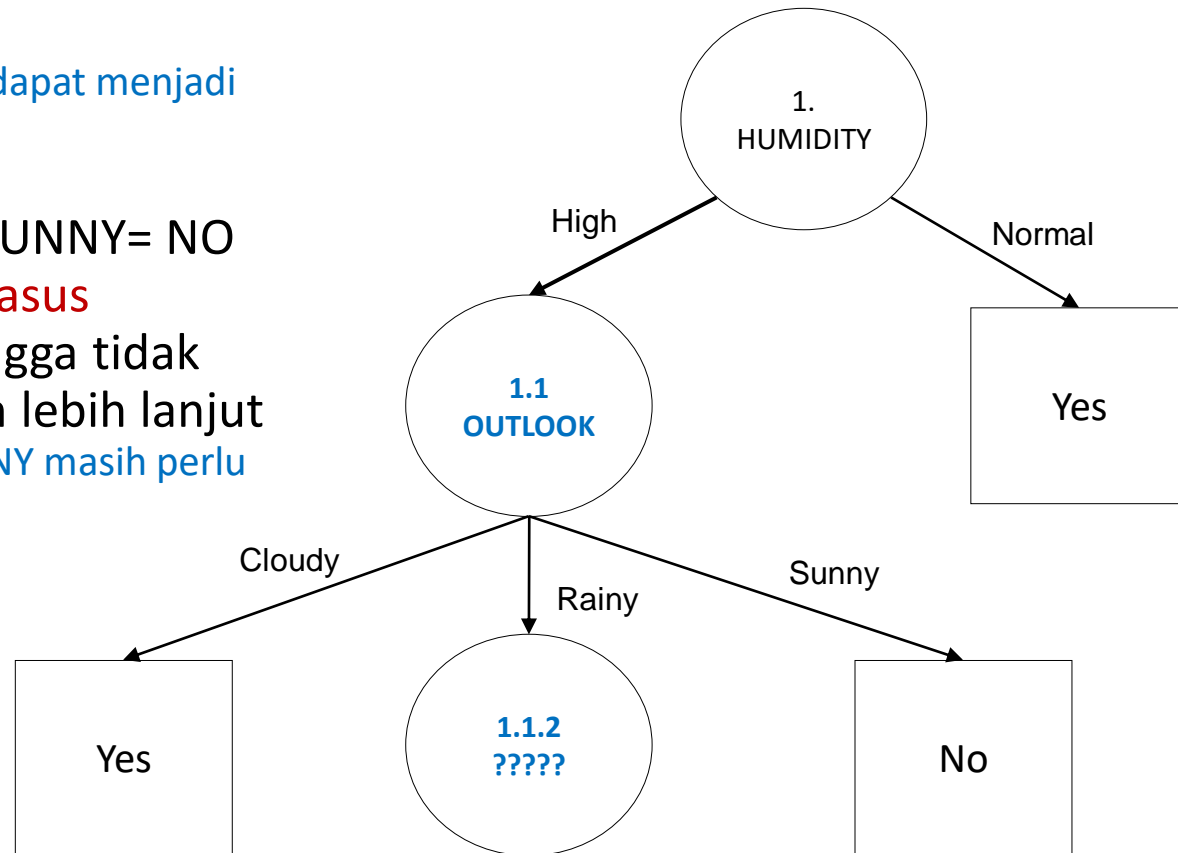 dapat menjadi
UNNY= NO
asus
gga tidak
lebih lanjut
NY masih perlu
1.
HUMIDITY
High
Normal
1.1
OUTLOOK
Yes
Cloudy
Rainy
Sunny
Yes
1.1.2
?????
No